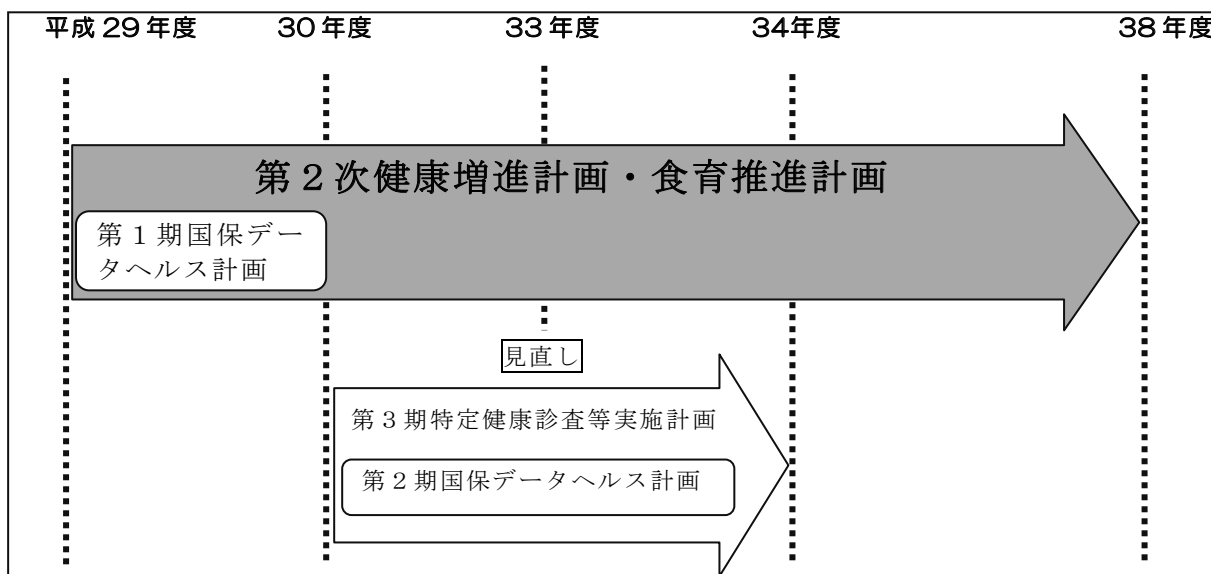 平成29年度 30年度 33年度 34年度 38年度
第2次健康増進計画・食育推進計画
第1期国保デー
タヘルス計画
見直し
第3期特定健康診査等実施計画
第2期国保データヘルス計画